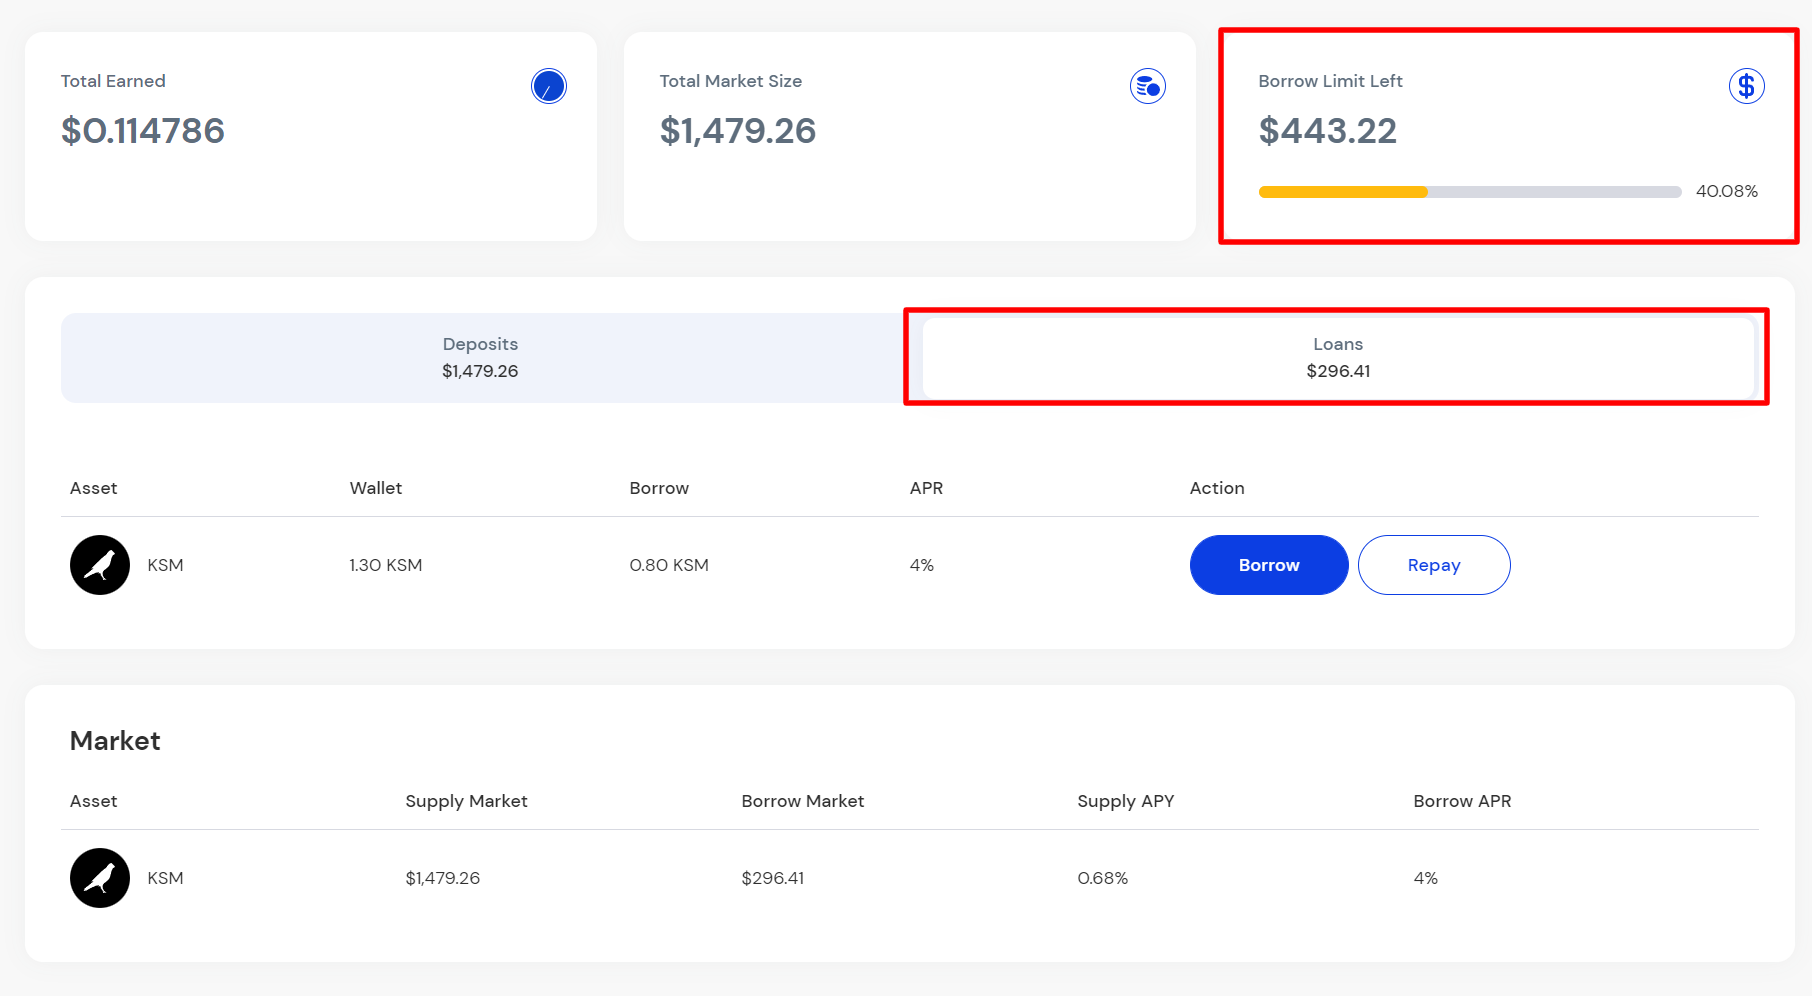 Total Earned
$0.114786
Total Market Size
$1,479.26
Borrow Limit Left
$443.22
40.08%
Deposits
$1,479.26
Loans
$296.41
Asset Wallet Borrow APR Action
KSM 1.30 KSM 0.80 KSM 4% Borrow Repay
Market
Asset Supply Market Borrow Market Supply APY Borrow APR
KSM $1,479.26 $296.41 0.68% 4%